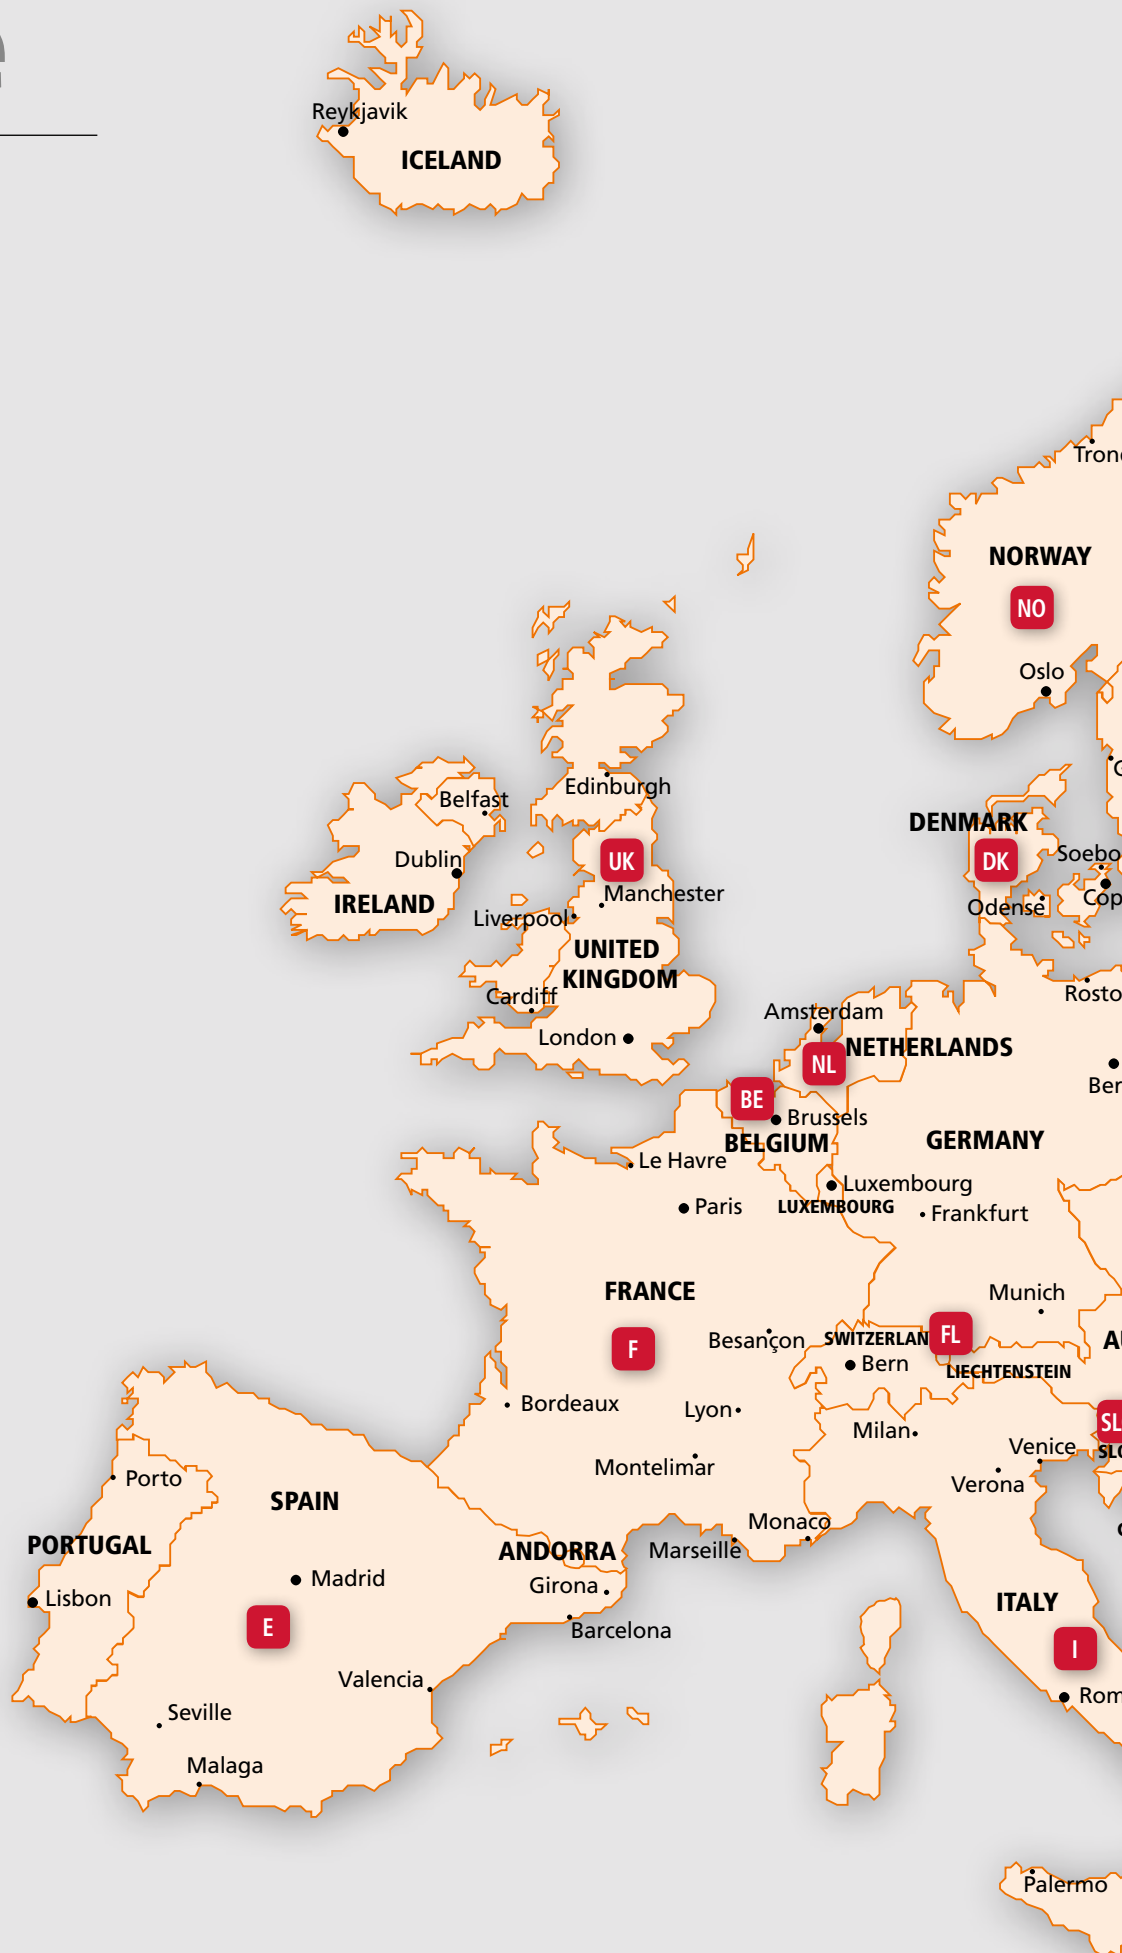 e
Reykjavik
ICELAND
Tron
NORWAY
NO
Oslo
Edinburgh
Belfast
DENMARK
UK
DK
Soebo
Dublin
Manchester
IRELAND
Cop
Odense
Liverpool
UNITED
KINGDOM
Cardiff
Rosto
Amsterdam
London
NETHERLANDS
NL
Ber
BE
Brussels
BELGIUM
GERMANY
Le Havre
Luxembourg
Paris
LUXEMBOURG
Frankfurt
FRANCE
Munich
Besançon
SWITZERLAN
FL
F
Bern
LIECHTENSTEIN
Bordeaux
Lyon
SL
Milan
Venice
SLO
Montelimar
Porto
Verona
SPAIN
Monaco
PORTUGAL
ANDORRA
Marseille
Madrid
Girona
Lisbon
ITALY
E
Barcelona
I
Valencia
Rom
Seville
Malaga
Palermo